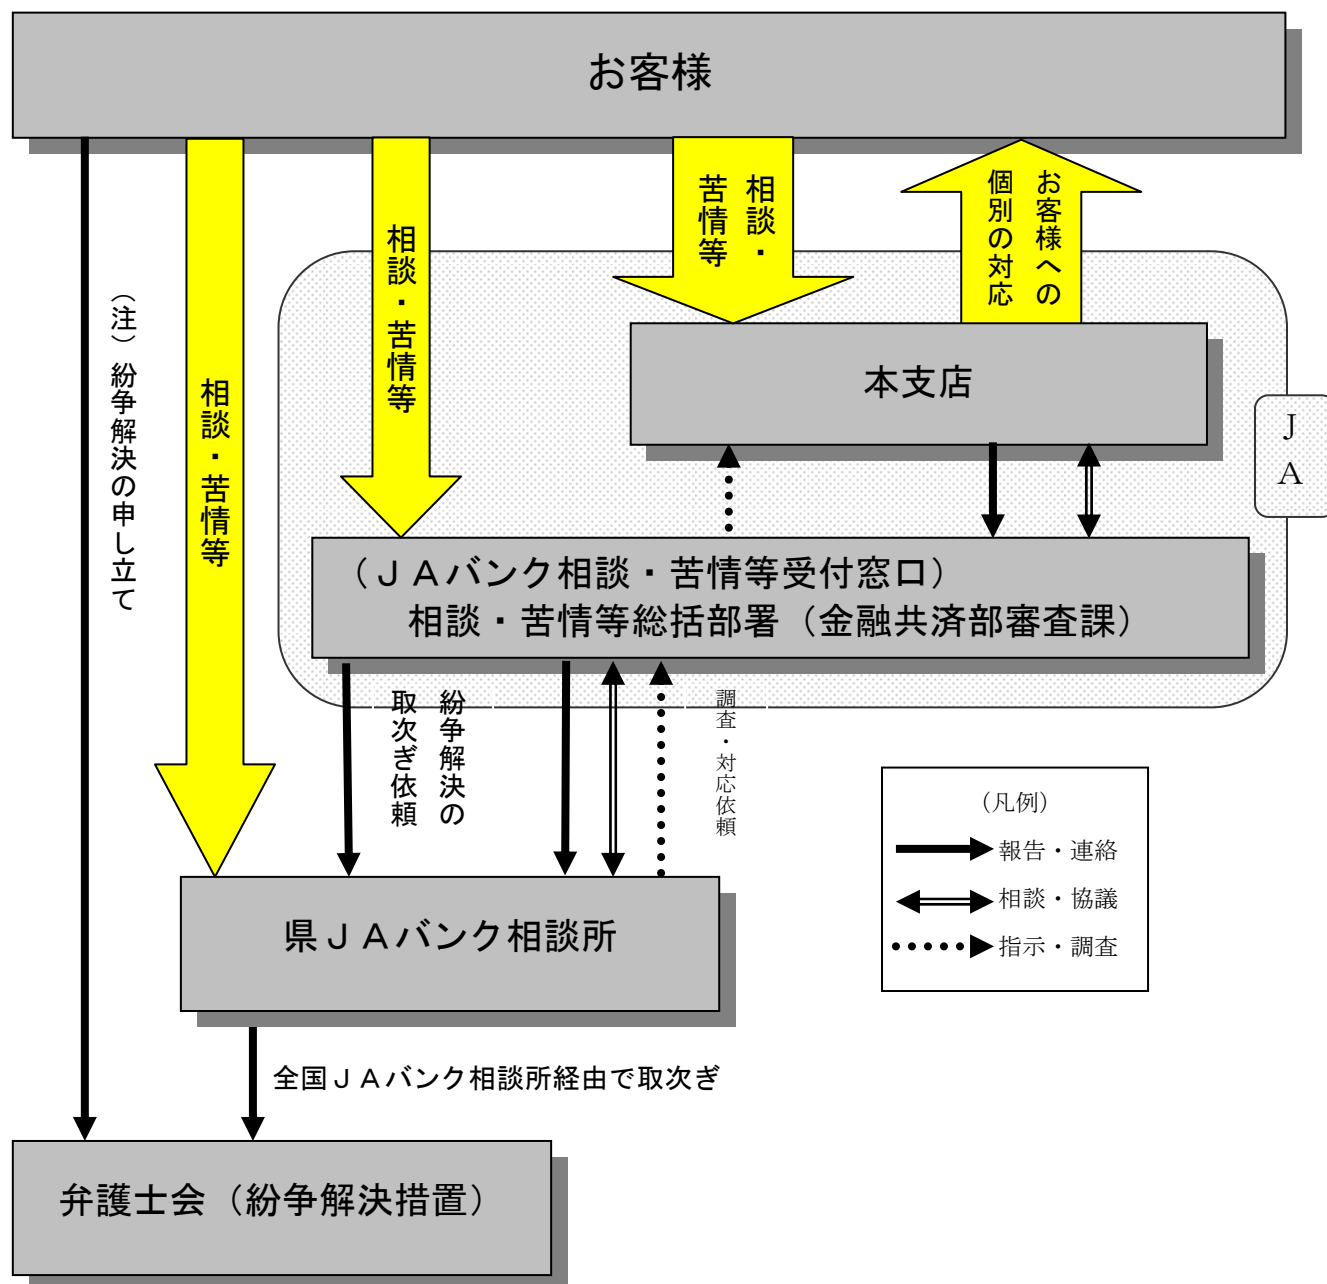 お客様
(注)紛争解決の申し立て
相談・苦情等
相談・苦情等
相談・
苦情等
お客様への
個別の対応
本支店
J
A
(JAバンク相談・苦情等受付窓口)
相談・苦情等総括部署(金融共済部審査課)
紛争解決の
取次ぎ依頼
調査・対応依頼
(凡例)
報告・連絡
相談・協議
指示・調査
県JAバンク相談所
全国JAバンク相談所経由で取次ぎ
弁護士会(紛争解決措置)